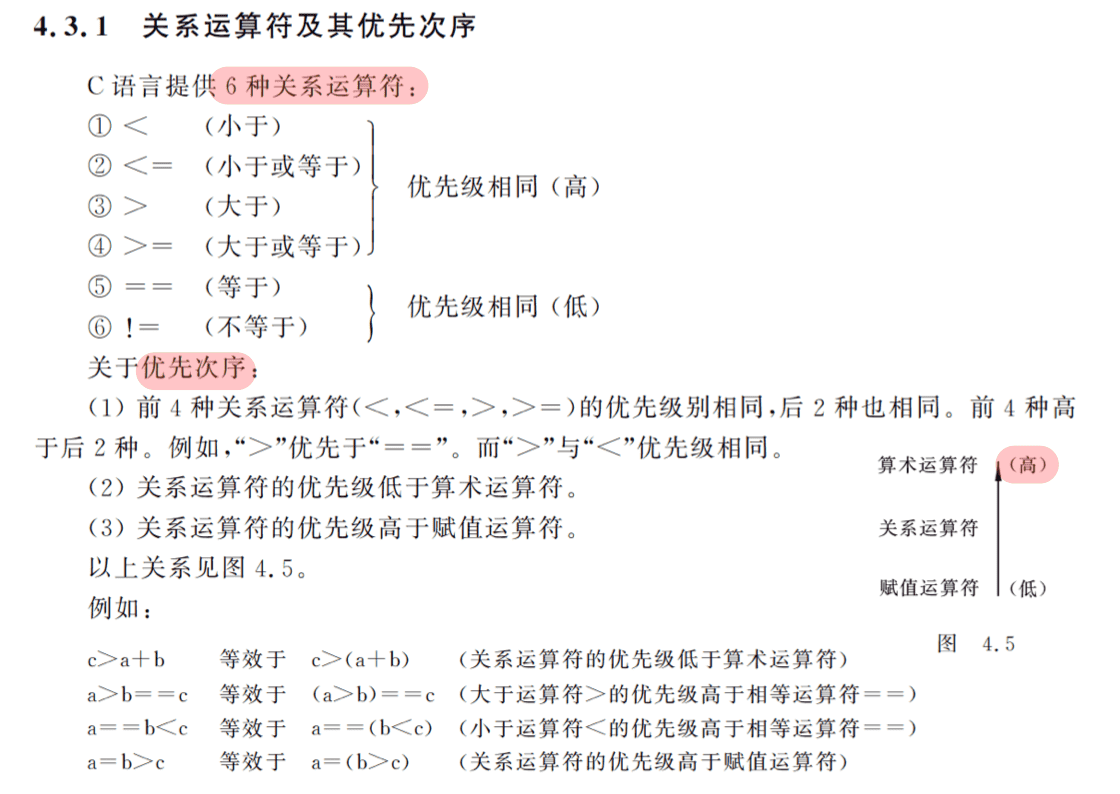 4.3.1 关系运算符及其优先次序
C语言提供6种关系运算符：
① < （小于）
② <= （小于或等于）
③ > （大于）
④ >= （大于或等于）
优先级相同（高）
⑤ == （等于）
⑥ != （不等于）
优先级相同（低）
关于优先次序：
（1）前4种关系运算符(<,<=,>,>=)的优先级别相同，后2种也相同。前4种高
于后2种。例如，“>”优先于“==”。而“>”与“<”优先级相同。
（2）关系运算符的优先级低于算术运算符。
（3）关系运算符的优先级高于赋值运算符。
以上关系见图4.5。
例如：
算术运算符 （高）
关系运算符
赋值运算符 （低）
图 4.5
c>a+b 等效于 c>(a+b) （关系运算符的优先级低于算术运算符）
a>b==c 等效于 (a>b)==c （大于运算符>的优先级高于相等运算符==）
a==b<c 等效于 a==(b<c) （小于运算符<的优先级高于相等运算符==）
a=b>c 等效于 a=(b>c) （关系运算符的优先级高于赋值运算符）